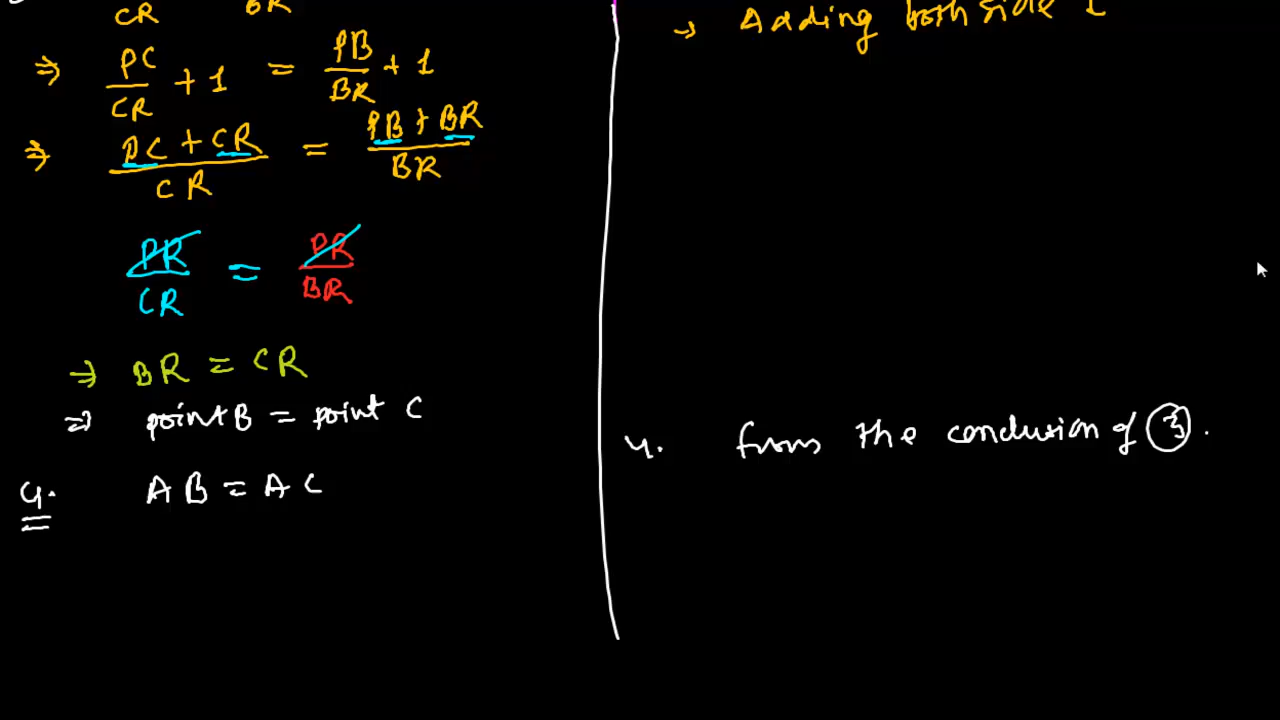 CR BR
⇒ PC/CR + 1 = PB/BR + 1
⇒ PC + CR/CR = PB + BR/BR
PR/CR = PR/BR
⇒ BR = CR
⇒ point B = point C
4. AB = AC
→ Adding both side 1
4. from the conclusion of 3.